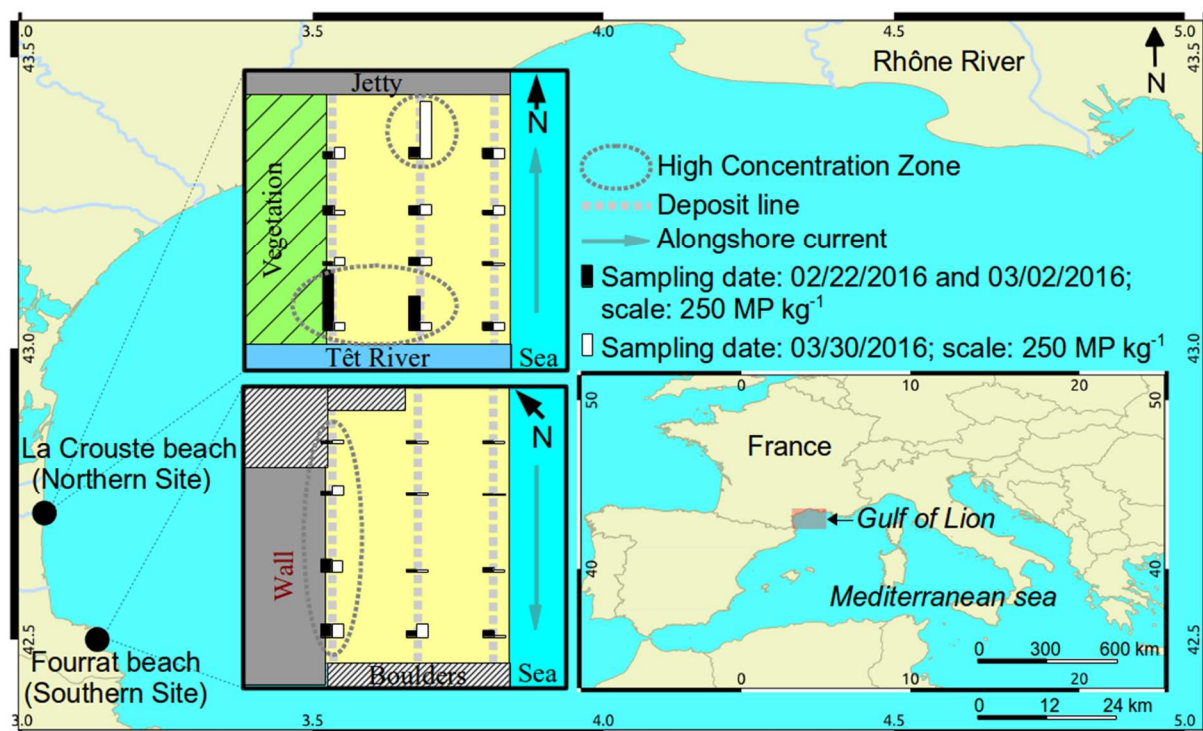 3.0
3.5
4.0
4.5
5.0
43.5
43.5
Rhône River
N
Jetty
N
Vegetation
Têt River
Sea
High Concentration Zone
Deposit line
Alongshore current
Sampling date: 02/22/2016 and 03/02/2016;
scale: 250 MP kg⁻¹
Sampling date: 03/30/2016; scale: 250 MP kg⁻¹
43.0
43.0
N
Wall
Boulders
Sea
La Crouste beach
(Northern Site)
Fourrat beach
(Southern Site)
0
10
20
50
50
France
Gulf of Lion
40
40
Mediterranean sea
0 300 600 km
0
10
20
42.5
42.5
0 12 24 km
3.0
3.5
4.0
4.5
5.0